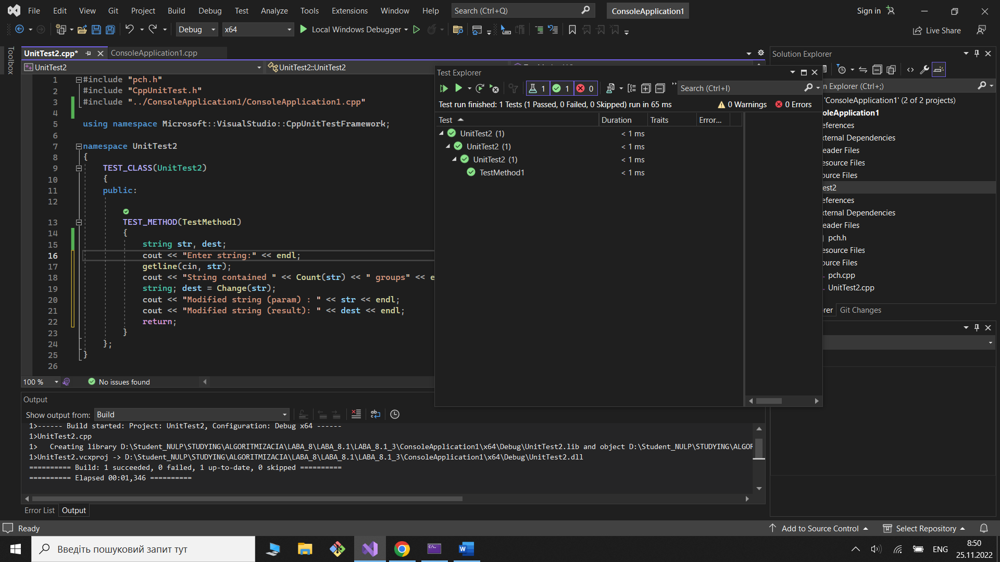 File Edit View Git Project Build Debug Test Analyze Tools Extensions Window Help Search (Ctrl+Q) ConsoleApplication1 Sign in
Debug x64 Local Windows Debugger Live Share
Toolbox
UnitTest2.cpp* ConsoleApplication1.cpp
UnitTest2 UnitTest2::UnitTest2
1 #include "pch.h"
2 #include "CppUnitTest.h"
3 #include "../ConsoleApplication1/ConsoleApplication1.cpp"
4
5 using namespace Microsoft::VisualStudio::CppUnitTestFramework;
6
7 namespace UnitTest2
8 {
9 TEST_CLASS(UnitTest2)
10 {
11 public:
12
13 TEST_METHOD(TestMethod1)
14 {
15 string str, dest;
16 cout << "Enter string:" << endl;
17 getline(cin, str);
18 cout << "String contained " << Count(str) << " groups" << e
19 string; dest = Change(str);
20 cout << "Modified string (param) : " << str << endl;
21 cout << "Modified string (result): " << dest << endl;
22 return;
23 }
24 };
25 }
26
100 % No issues found
Test Explorer
1 1 0 Search (Ctrl+I)
Test run finished: 1 Tests (1 Passed, 0 Failed, 0 Skipped) run in 65 ms 0 Warnings 0 Errors
Test Duration Traits Error...
UnitTest2 (1) < 1 ms
UnitTest2 (1) < 1 ms
UnitTest2 (1) < 1 ms
TestMethod1 < 1 ms
Solution Explorer
n Explorer (Ctrl+;)
'ConsoleApplication1' (2 of 2 projects)
oleApplication1
eferences
xternal Dependencies
eader Files
esource Files
ource Files
est2
eferences
xternal Dependencies
eader Files
pch.h
esource Files
ource Files
pch.cpp
UnitTest2.cpp
rer Git Changes
Output
Show output from: Build
1>------ Build started: Project: UnitTest2, Configuration: Debug x64 ------
1>UnitTest2.cpp
1> Creating library D:\Student_NULP\STUDYING\ALGORITMIZACIA\LABA_8\LABA_8.1\LABA_8.1_3\ConsoleApplication1\x64\Debug\UnitTest2.lib and object D:\Student_NULP\STUDYING\ALGOR
1>UnitTest2.vcxproj -> D:\Student_NULP\STUDYING\ALGORITMIZACIA\LABA_8\LABA_8.1\LABA_8.1_3\ConsoleApplication1\x64\Debug\UnitTest2.dll
========== Build: 1 succeeded, 0 failed, 1 up-to-date, 0 skipped ==========
========== Elapsed 00:01,346 ==========
Error List Output
Ready Add to Source Control Select Repository
Введіть пошуковий запит тут ENG 8:50
25.11.2022